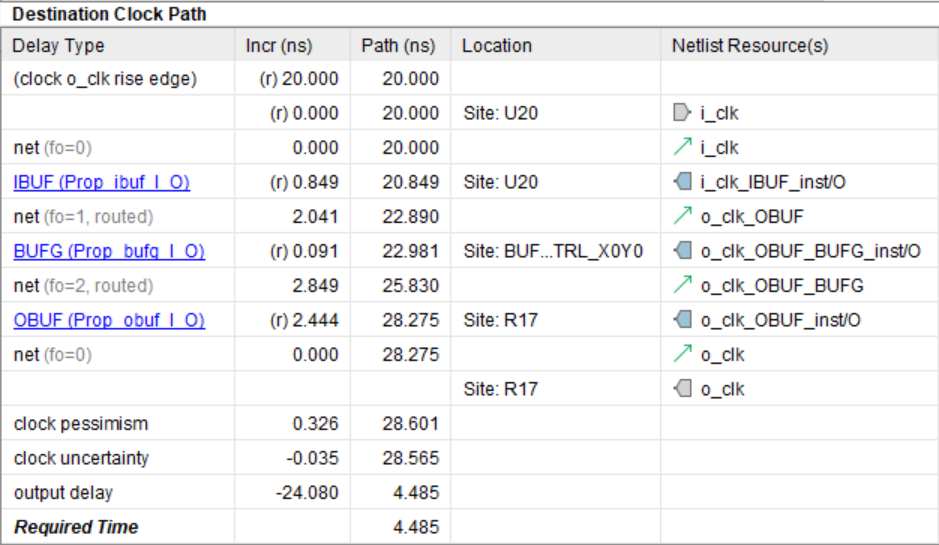 Destination Clock Path
Delay Type Incr (ns) Path (ns) Location Netlist Resource(s)
(clock o_clk rise edge) (r) 20.000 20.000
(r) 0.000 20.000 Site: U20 i_clk
net (fo=0) 0.000 20.000 i_clk
IBUF (Prop_ibuf_I_O) (r) 0.849 20.849 Site: U20 i_clk_IBUF_inst/O
net (fo=1, routed) 2.041 22.890 o_clk_OBUF
BUFG (Prop_bufg_I_O) (r) 0.091 22.981 Site: BUF...TRL_X0Y0 o_clk_OBUF_BUFG_inst/O
net (fo=2, routed) 2.849 25.830 o_clk_OBUF_BUFG
OBUF (Prop_obuf_I_O) (r) 2.444 28.275 Site: R17 o_clk_OBUF_inst/O
net (fo=0) 0.000 28.275 o_clk
Site: R17 o_clk
clock pessimism 0.326 28.601
clock uncertainty -0.035 28.565
output delay -24.080 4.485
Required Time 4.485